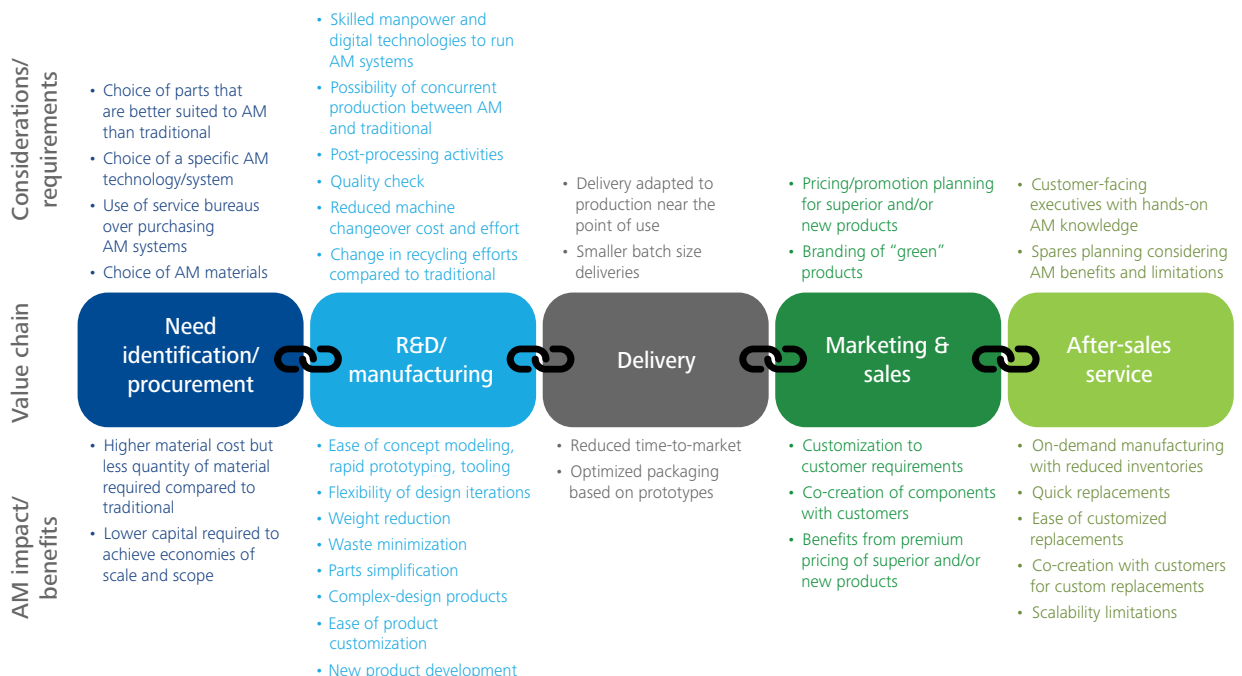 Considerations/
requirements
• Choice of parts that
are better suited to AM
than traditional
• Choice of a specific AM
technology/system
• Use of service bureaus
over purchasing
AM systems
• Choice of AM materials
• Skilled manpower and
digital technologies to run
AM systems
• Possibility of concurrent
production between AM
and traditional
• Post-processing activities
• Quality check
• Reduced machine
changeover cost and effort
• Change in recycling efforts
compared to traditional
• Delivery adapted to
production near the
point of use
• Smaller batch size
deliveries
• Pricing/promotion planning
for superior and/or
new products
• Branding of “green”
products
• Customer-facing
executives with hands-on
AM knowledge
• Spares planning considering
AM benefits and limitations
Value chain
Need
identification/
procurement
R&D/
manufacturing
Delivery
Marketing &
sales
After-sales
service
AM impact/
benefits
• Higher material cost but
less quantity of material
required compared to
traditional
• Lower capital required to
achieve economies of
scale and scope
• Ease of concept modeling,
rapid prototyping, tooling
• Flexibility of design iterations
• Weight reduction
• Waste minimization
• Parts simplification
• Complex-design products
• Ease of product
customization
• New product development
• Reduced time-to-market
• Optimized packaging
based on prototypes
• Customization to
customer requirements
• Co-creation of components
with customers
• Benefits from premium
pricing of superior and/or
new products
• On-demand manufacturing
with reduced inventories
• Quick replacements
• Ease of customized
replacements
• Co-creation with customers
for custom replacements
• Scalability limitations